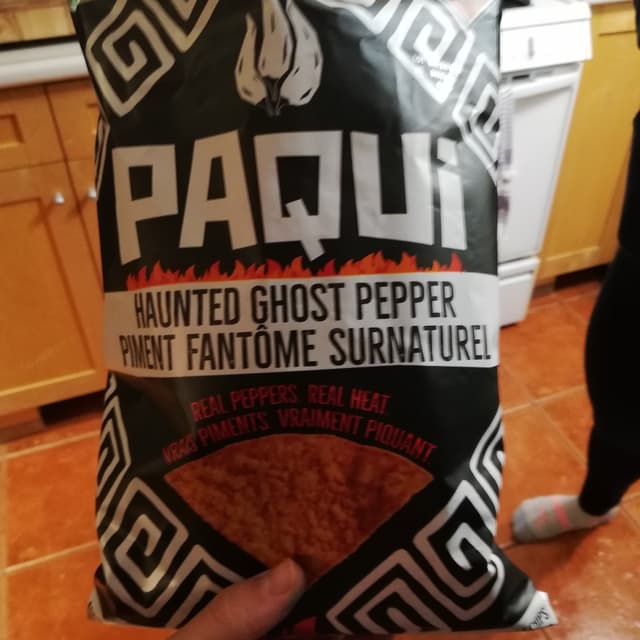 PAQUI
HAUNTED GHOST PEPPER
PIMENT FANTÔME SURNATUREL
REAL PEPPERS REAL HEAT
VRAIS PIMENTS VRAIMENT PIQUANT